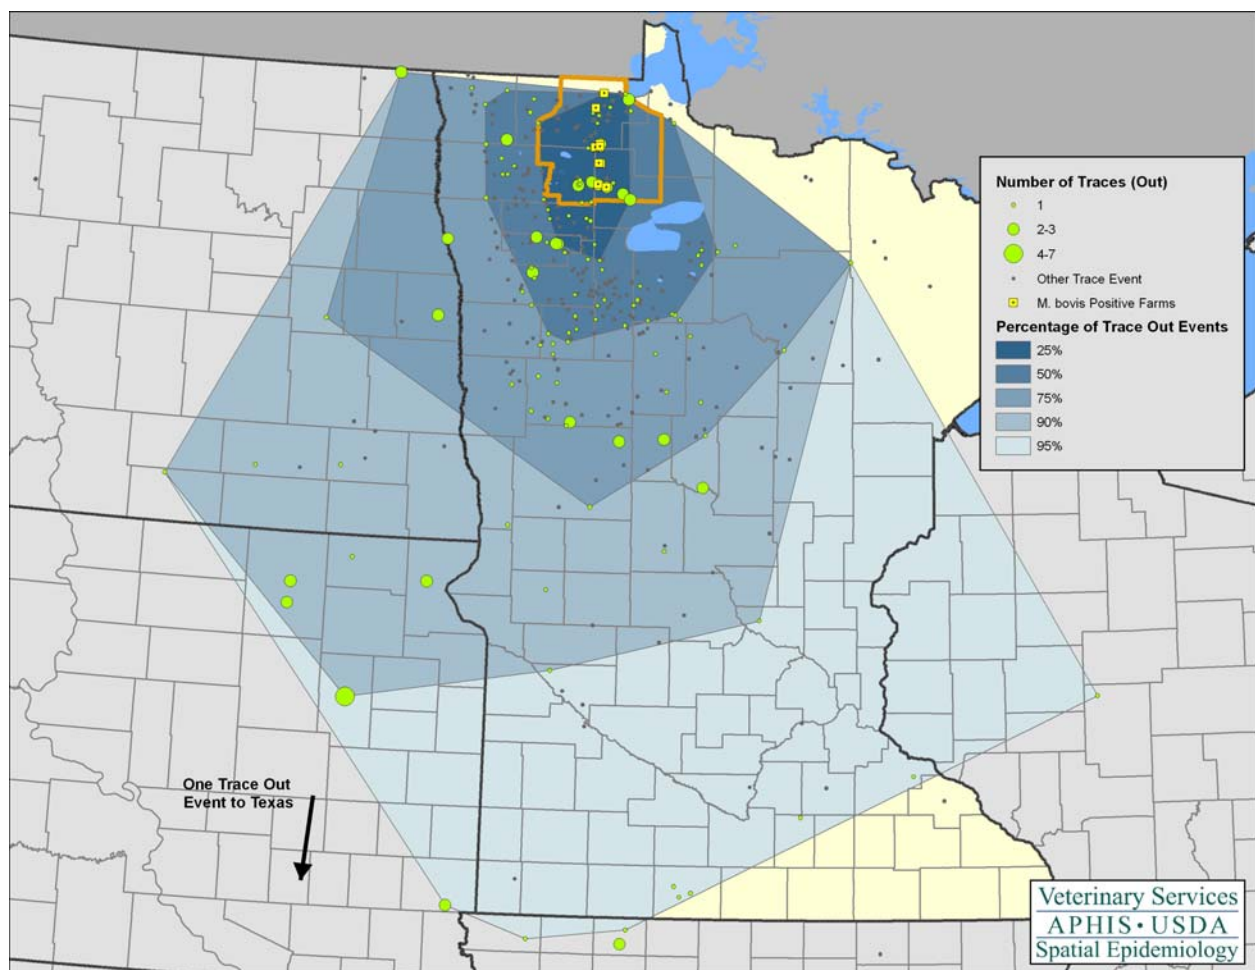 Number of Traces (Out)
1
2-3
4-7
Other Trace Event
M. bovis Positive Farms
Percentage of Trace Out Events
25%
50%
75%
90%
95%
One Trace Out
Event to Texas
Veterinary Services
APHIS • USDA
Spatial Epidemiology